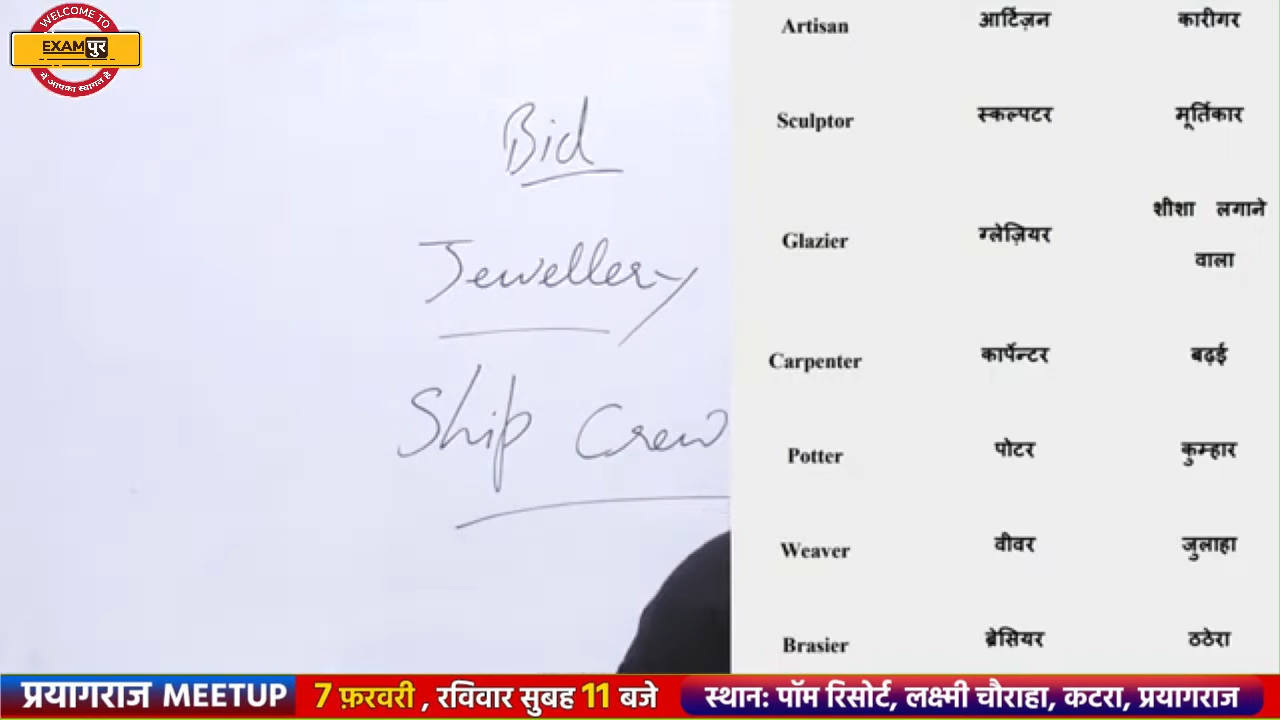 WELCOME TO
EXAMपुर
में आपका स्वागत है
Bid
Jewellery
Ship Crew
Artisan आर्टिज़न कारीगर
Sculptor स्कल्पटर मूर्तिकार
Glazier ग्लेज़ियर शीशा लगाने
वाला
Carpenter कार्पेन्टर बढ़ई
Potter पोटर कुम्हार
Weaver वीवर जुलाहा
Brasier ब्रेसियर ठठेरा
प्रयागराज MEETUP 7 फ़रवरी , रविवार सुबह 11 बजे स्थान: पॉम रिसोर्ट, लक्ष्मी चौराहा, कटरा, प्रयागराज